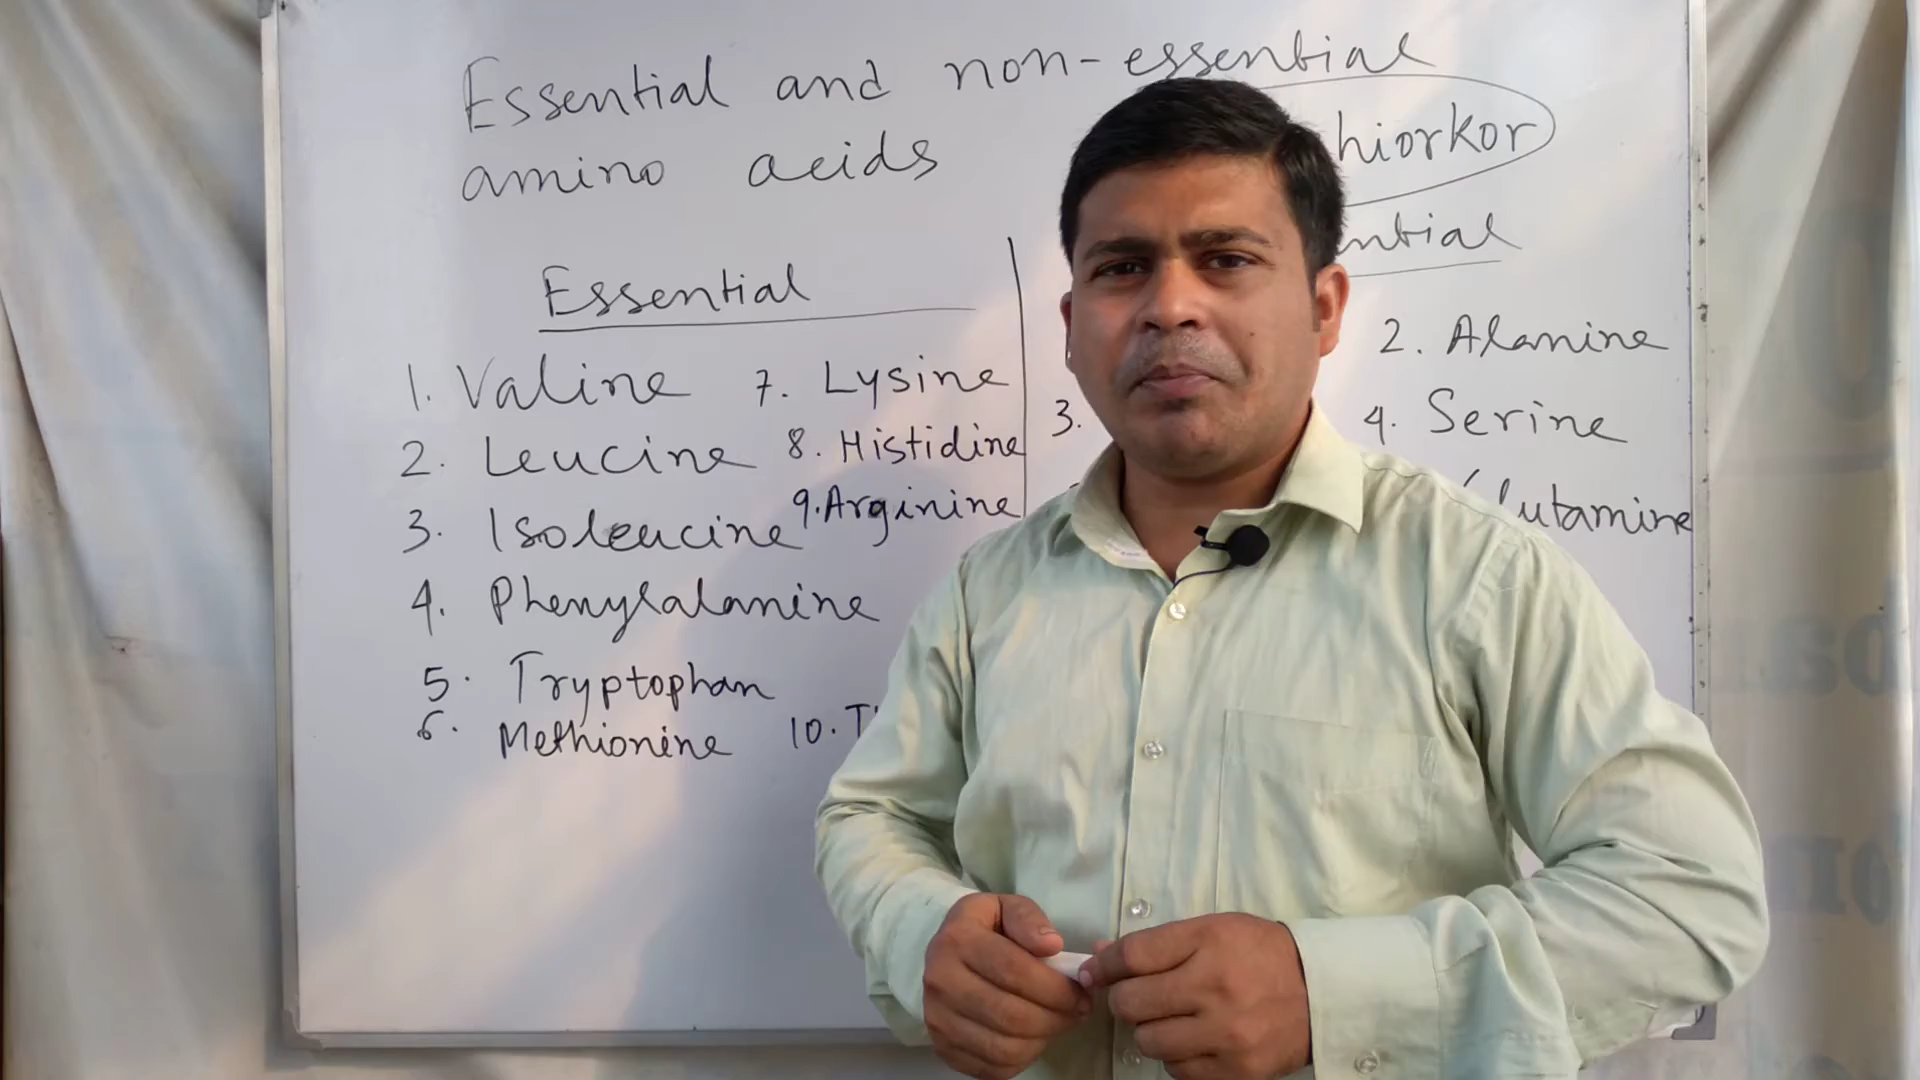 Essential and non-essential
amino acids
hiorkor
Essential
ntial
1. Valine 7. Lysine
2. Leucine 8. Histidine
3. Isoleucine 9. Arginine
4. Phenylalanine
5. Tryptophan
6. Methionine 10. T
2. Alanine
3. 4. Serine
lutamine